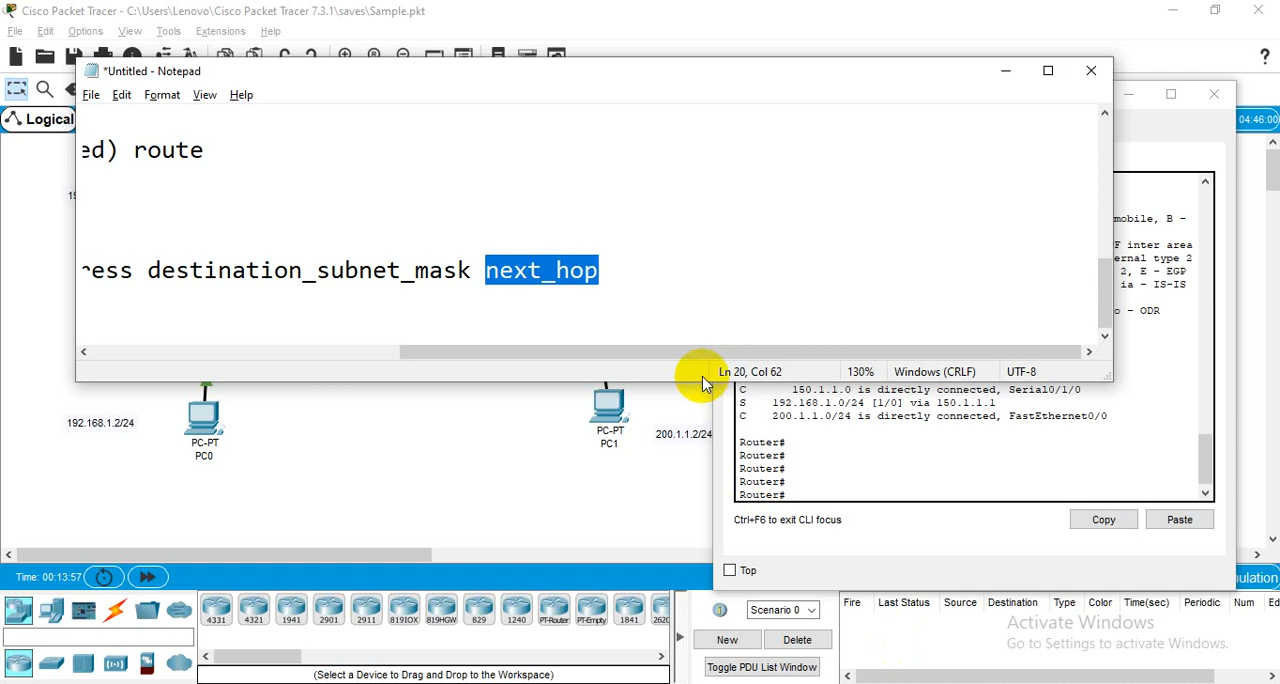 Cisco Packet Tracer - C:\Users\Lenovo\Cisco Packet Tracer 7.3.1\saves\Sample.pkt
File Edit Options View Tools Extensions Help
?
*Untitled - Notepad
File Edit Format View Help
Logical
04:46:00
ed) route
ress destination_subnet_mask next_hop
Ln 20, Col 62 130% Windows (CRLF) UTF-8
mobile, B -
F inter area
ernal type 2
2, E - EGP
ia - IS-IS
o - ODR
C 150.1.1.0 is directly connected, Serial0/1/0
S 192.168.1.0/24 [1/0] via 150.1.1.1
C 200.1.1.0/24 is directly connected, FastEthernet0/0
Router#
Router#
Router#
Router#
Router#
Ctrl+F6 to exit CLI focus
Copy Paste
Top
19
192.168.1.2/24
PC-PT
PC0
PC-PT
PC1
200.1.1.2/24
Time: 00:13:57
ulation
4331 4321 1941 2901 2911 819IOX 819HGW 829 1240 PT-Router PT-Empty 1841 2620
(Select a Device to Drag and Drop to the Workspace)
Scenario 0
New Delete
Toggle PDU List Window
Fire Last Status Source Destination Type Color Time(sec) Periodic Num Ed
Activate Windows
Go to Settings to activate Windows.